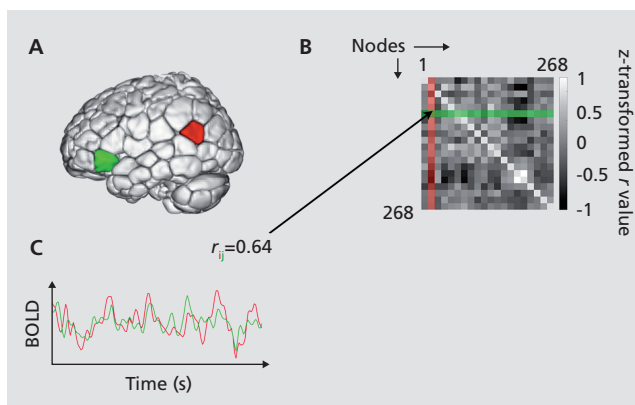 A
B
Nodes
1
268
268
1
0.5
0
-0.5
-1
z-transformed r value
C
rij=0.64
BOLD
Time (s)